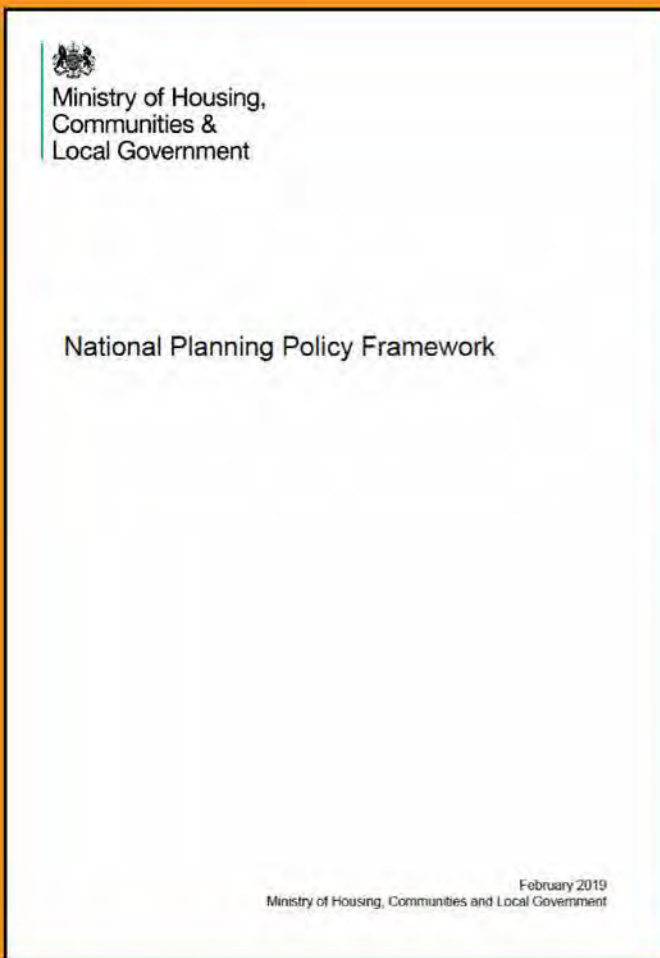 Ministry of Housing,
Communities &
Local Government
National Planning Policy Framework
February 2019
Ministry of Housing, Communities and Local Government